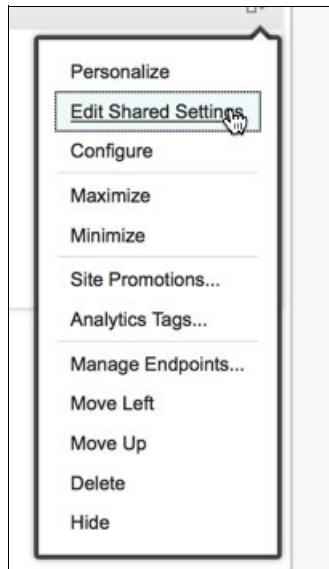 Personalize
Edit Shared Settings
Configure
Maximize
Minimize
Site Promotions...
Analytics Tags...
Manage Endpoints...
Move Left
Move Up
Delete
Hide